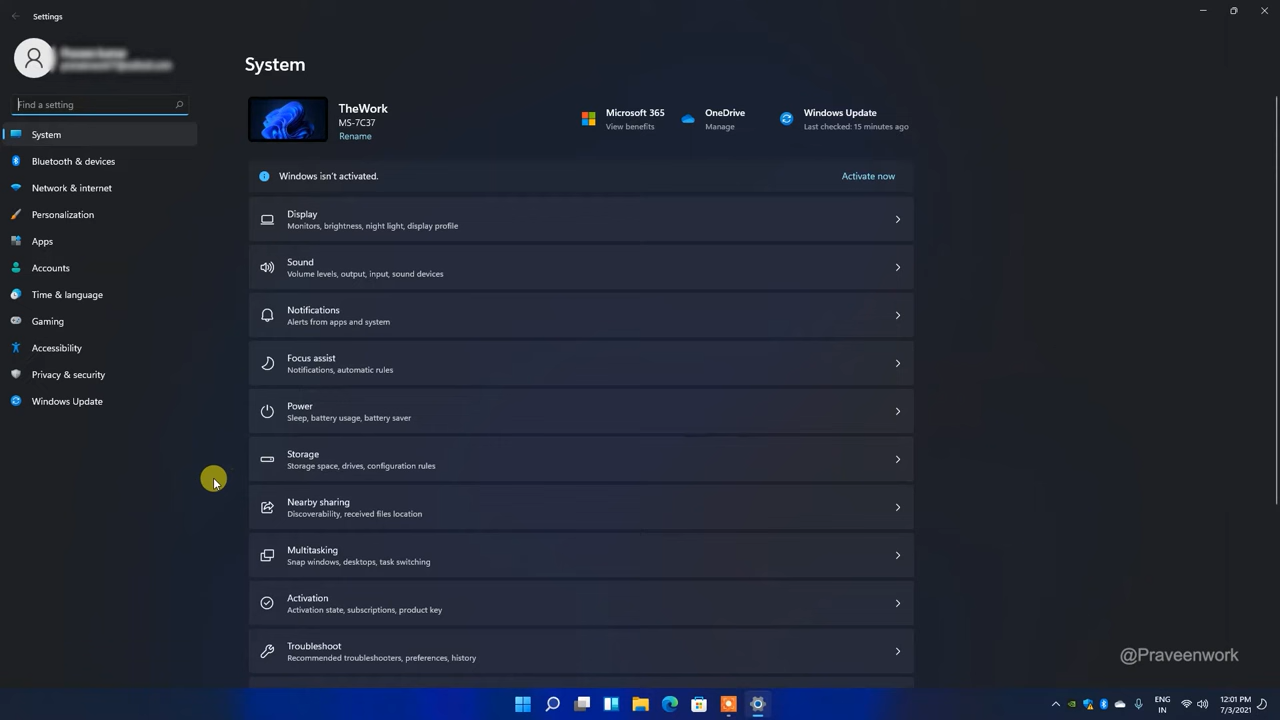 Settings
Find a setting
System
Bluetooth & devices
Network & internet
Personalization
Apps
Accounts
Time & language
Gaming
Accessibility
Privacy & security
Windows Update
System
TheWork
MS-7C37
Rename
Microsoft 365
View benefits
OneDrive
Manage
Windows Update
Last checked: 15 minutes ago
Windows isn't activated.
Activate now
Display
Monitors, brightness, night light, display profile
Sound
Volume levels, output, input, sound devices
Notifications
Alerts from apps and system
Focus assist
Notifications, automatic rules
Power
Sleep, battery usage, battery saver
Storage
Storage space, drives, configuration rules
Nearby sharing
Discoverability, received files location
Multitasking
Snap windows, desktops, task switching
Activation
Activation state, subscriptions, product key
Troubleshoot
Recommended troubleshooters, preferences, history
@Praveenwork
ENG
IN
12:01 PM
7/3/2021